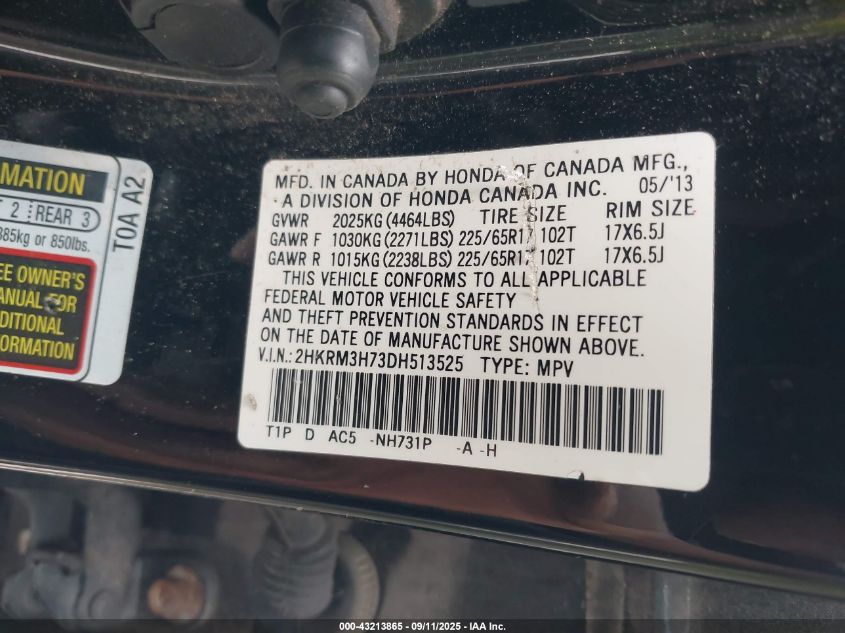 MATION
2 REAR 3
385kg or 850lbs.
EE OWNER'S
ANUAL FOR
DDITIONAL
FORMATION
T0A A2
MFD. IN CANADA BY HONDA OF CANADA MFG.,
A DIVISION OF HONDA CANADA INC. 05/'13
GVWR 2025KG (4464LBS) TIRE SIZE RIM SIZE
GAWR F 1030KG (2271LBS) 225/65R17 102T 17X6.5J
GAWR R 1015KG (2238LBS) 225/65R17 102T 17X6.5J
THIS VEHICLE CONFORMS TO ALL APPLICABLE
FEDERAL MOTOR VEHICLE SAFETY
AND THEFT PREVENTION STANDARDS IN EFFECT
ON THE DATE OF MANUFACTURE SHOWN ABOVE.
V.I.N.: 2HKRM3H73DH513525 TYPE: MPV
T1P D AC5 -NH731P -A -H
000-43213865 - 09/11/2025 - IAA Inc.